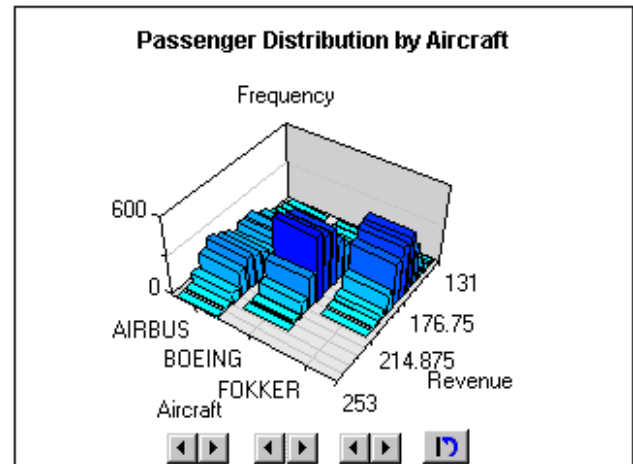 Passenger Distribution by Aircraft
Frequency
600
0
AIRBUS
BOEING
FOKKER
Aircraft
131
176.75
214.875
253
Revenue